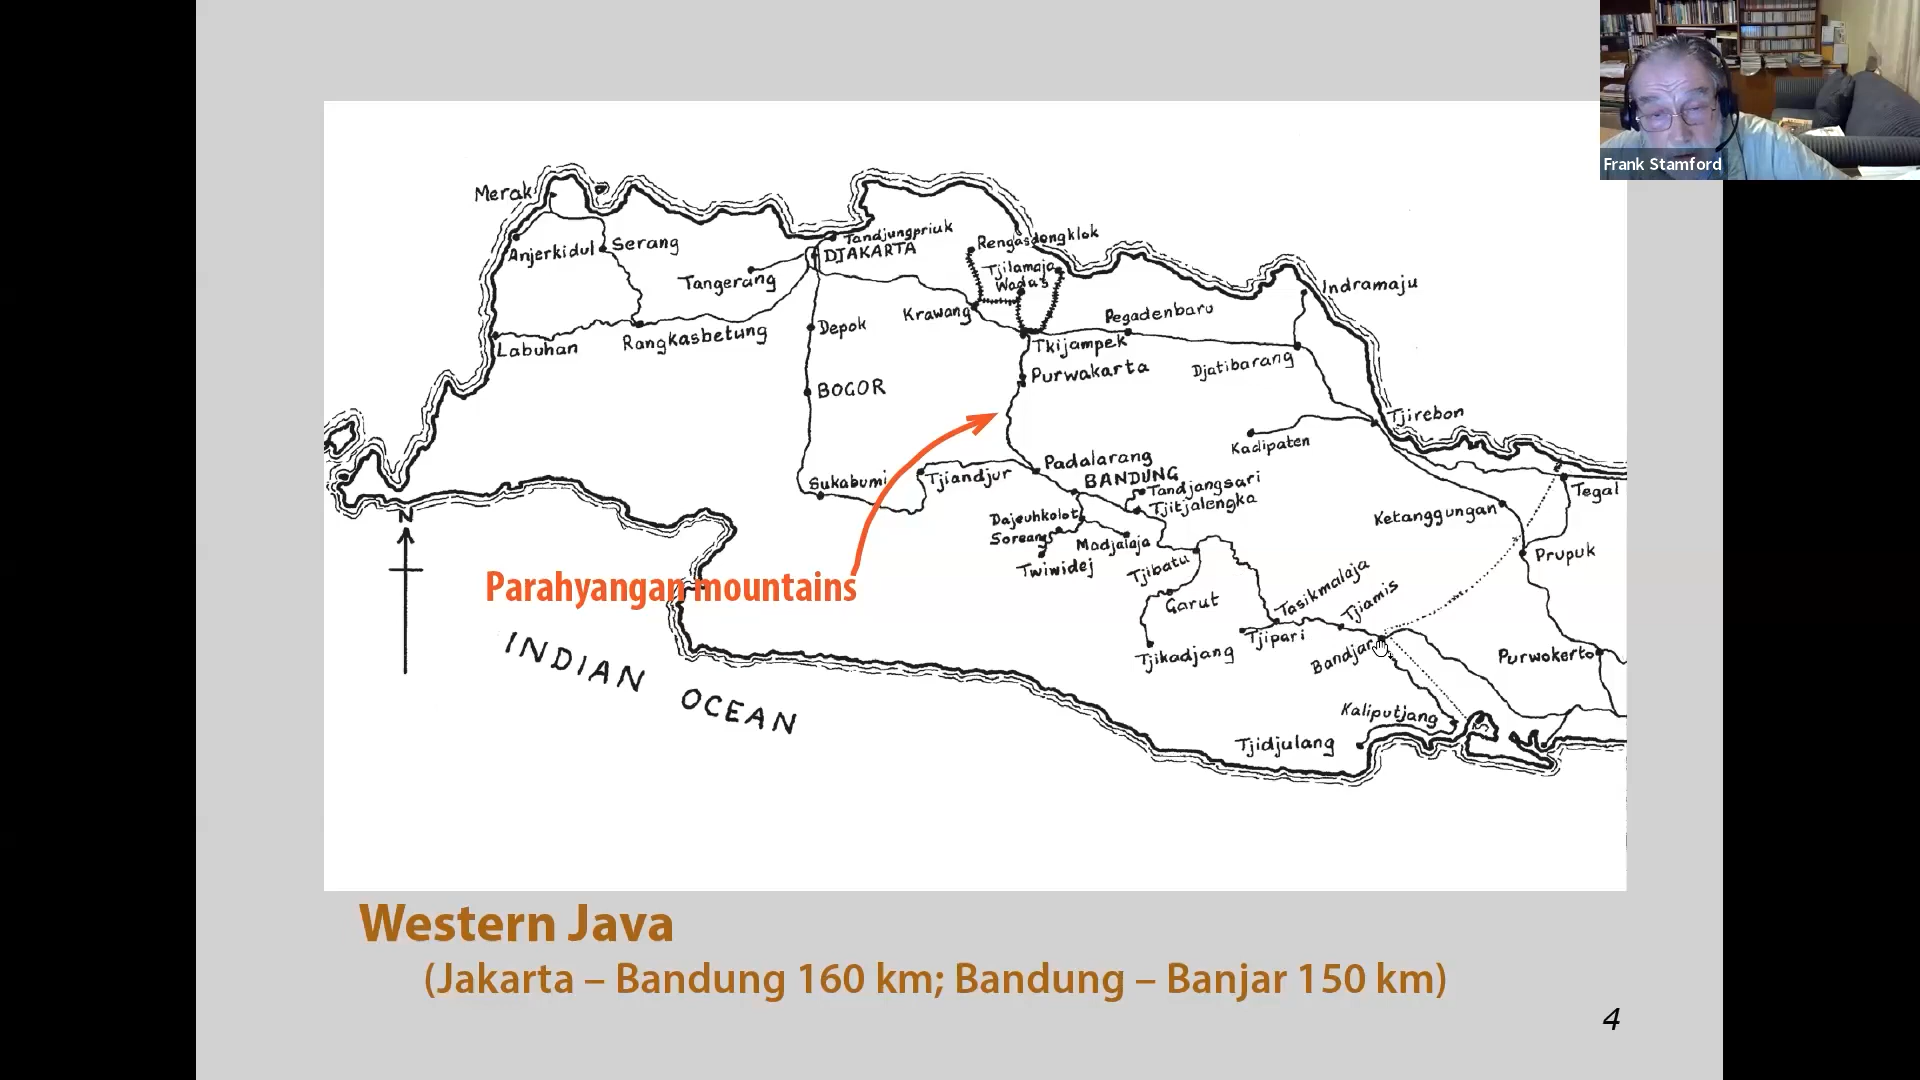 Frank Stamford
Merak
Anjerkidul
Serang
Tangerang
Tandjungpriuk
DJAKARTA
Rengasdengklok
Tjilamaja
Wadas
Krawang
Indramaju
Labuhan
Rangkasbetung
Depok
Pegadenbaru
Tkijampek
Djatibarang
BOGOR
Purwakarta
Tjirebon
Kadipaten
Sukabumi
Tjiandjur
Padalarang
BANDUNG
Tandjangsari
Tjitjalengka
Tegal
Ketanggungan
Dajeuhkolot
Soreang
Madjalaja
Twiwidej
Prupuk
N
Tjibatu
Parahyangan mountains
Garut
Tasikmalaja
Tjiamis
Tjipari
Tjikadjang
Bandjar
Purwokerto
INDIAN OCEAN
Kaliputjang
Tjidjulang
Western Java
(Jakarta – Bandung 160 km; Bandung – Banjar 150 km)
4